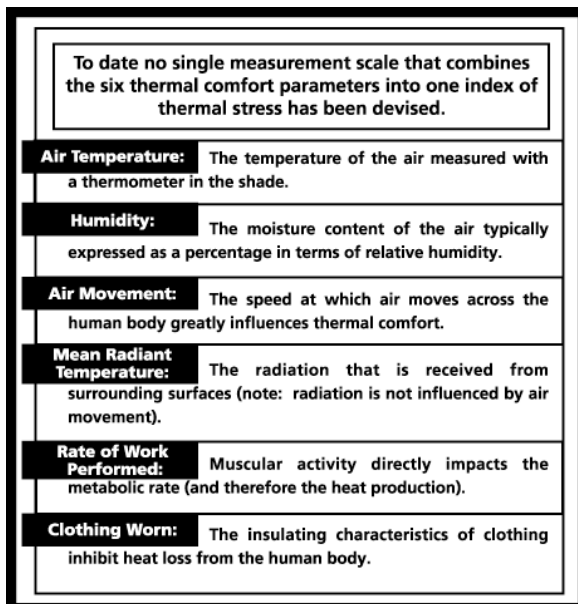 To date no single measurement scale that combines
the six thermal comfort parameters into one index of
thermal stress has been devised.
Air Temperature: The temperature of the air measured with
a thermometer in the shade.
Humidity: The moisture content of the air typically
expressed as a percentage in terms of relative humidity.
Air Movement: The speed at which air moves across the
human body greatly influences thermal comfort.
Mean Radiant
Temperature: The radiation that is received from
surrounding surfaces (note: radiation is not influenced by air
movement).
Rate of Work
Performed: Muscular activity directly impacts the
metabolic rate (and therefore the heat production).
Clothing Worn: The insulating characteristics of clothing
inhibit heat loss from the human body.